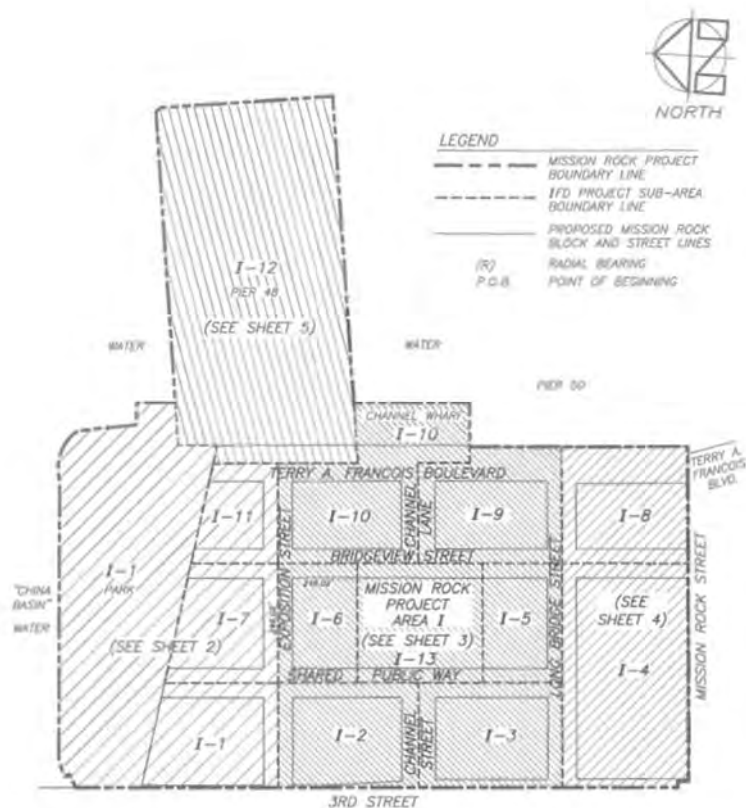 NORTH
LEGEND
MISSION ROCK PROJECT
BOUNDARY LINE
IFD PROJECT SUB-AREA
BOUNDARY LINE
PROPOSED MISSION ROCK
BLOCK AND STREET LINES
(R) RADIAL BEARING
P.O.B. POINT OF BEGINNING
I-12
PIER 48
(SEE SHEET 5)
WATER
WATER
PIER 50
CHANNEL WHARF
I-10
TERRY A. FRANCOIS BOULEVARD
TERRY A.
FRANCOIS
BLVD.
I-11
EXPOSITION STREET
I-10
CHANNEL
LANE
I-9
LONG BRIDGE STREET
I-8
BRIDGEVIEW STREET
MISSION ROCK STREET
"CHINA
BASIN"
WATER
I-1
PARK
(SEE SHEET 2)
I-7
I-6
MISSION ROCK
PROJECT
AREA I
(SEE SHEET 3)
I-13
I-5
(SEE
SHEET 4)
I-4
SHARED PUBLIC WAY
I-1
I-2
CHANNEL
STREET
I-3
3RD STREET